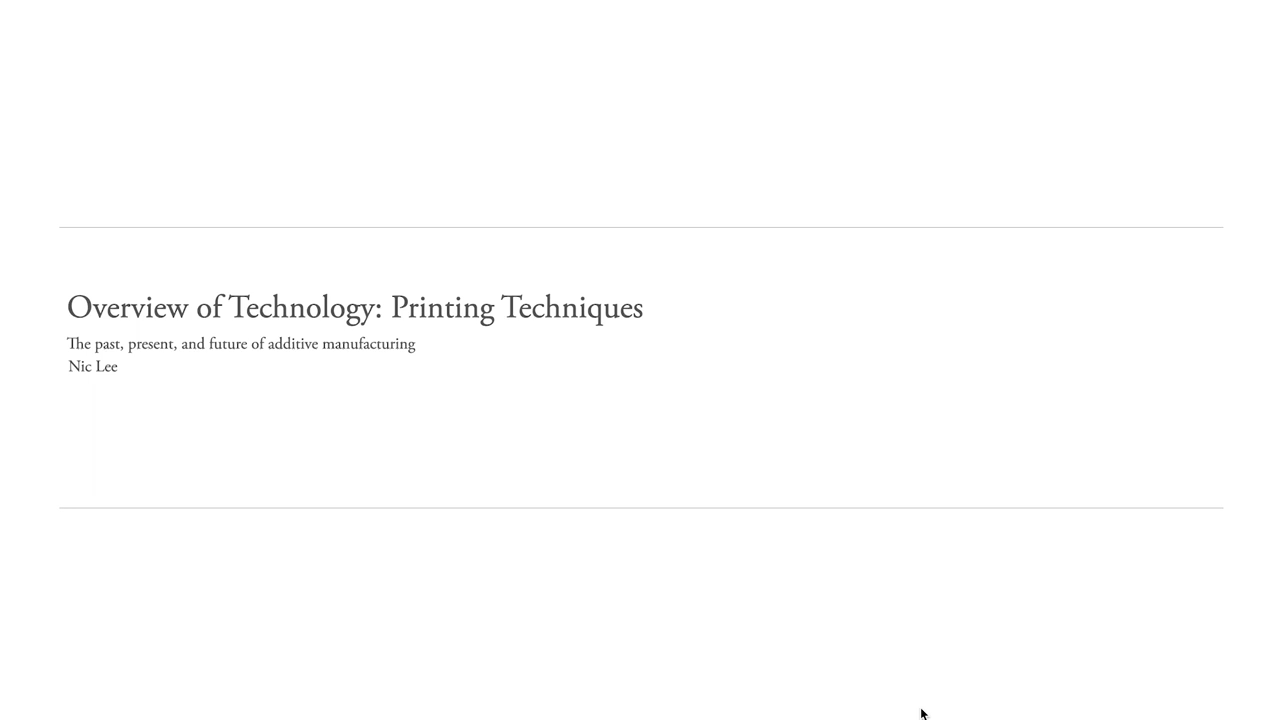 Overview of Technology: Printing Techniques
The past, present, and future of additive manufacturing
Nic Lee